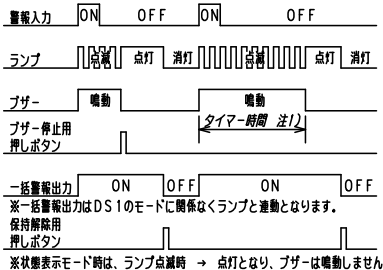 警報入力 ON OFF ON OFF
ランプ 点滅 点灯 消灯 点滅 点灯 消灯
ブザー 鳴動 鳴動
タイマー時間 注1)
ブザー停止用
押しボタン
一括警報出力 ON OFF ON OFF
※一括警報出力はDS1のモードに関係なくランプと連動となります。
保持解除用
押しボタン
※状態表示モード時は、ランプ点滅時 → 点灯となり、ブザーは鳴動しません